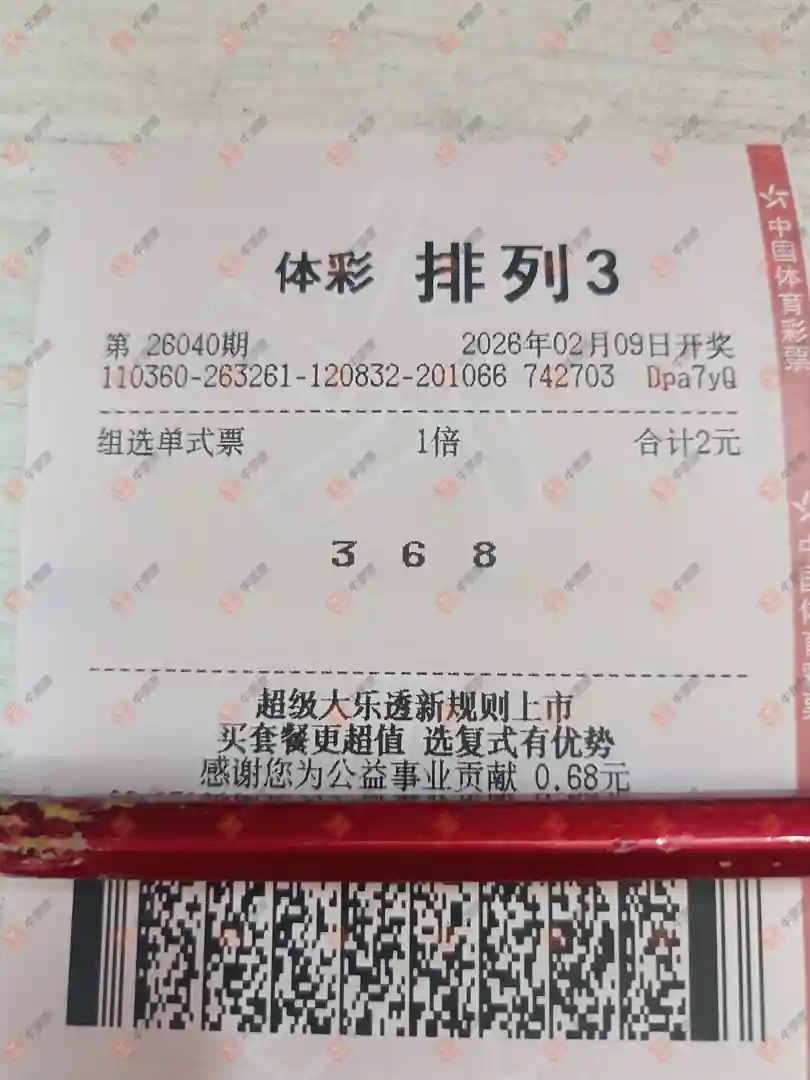 体彩 排列3
第 26040期 2026年02月09日开奖
110360-263261-120832-201066 742703 Dpa7yQ
组选单式票 1倍 合计2元
3 6 8
超级大乐透新规则上市
买套餐更超值 选复式有优势
感谢您为公益事业贡献 0.68元
中国体育彩票